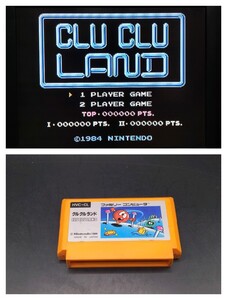 CLU CLU
LAND
1 PLAYER GAME
2 PLAYER GAME
TOP-000000 PTS.
I-000000 PTS. II-000000 PTS.
©1984 NINTENDO
HVC-CL
ファミリー コンピュータ
クルクルランド